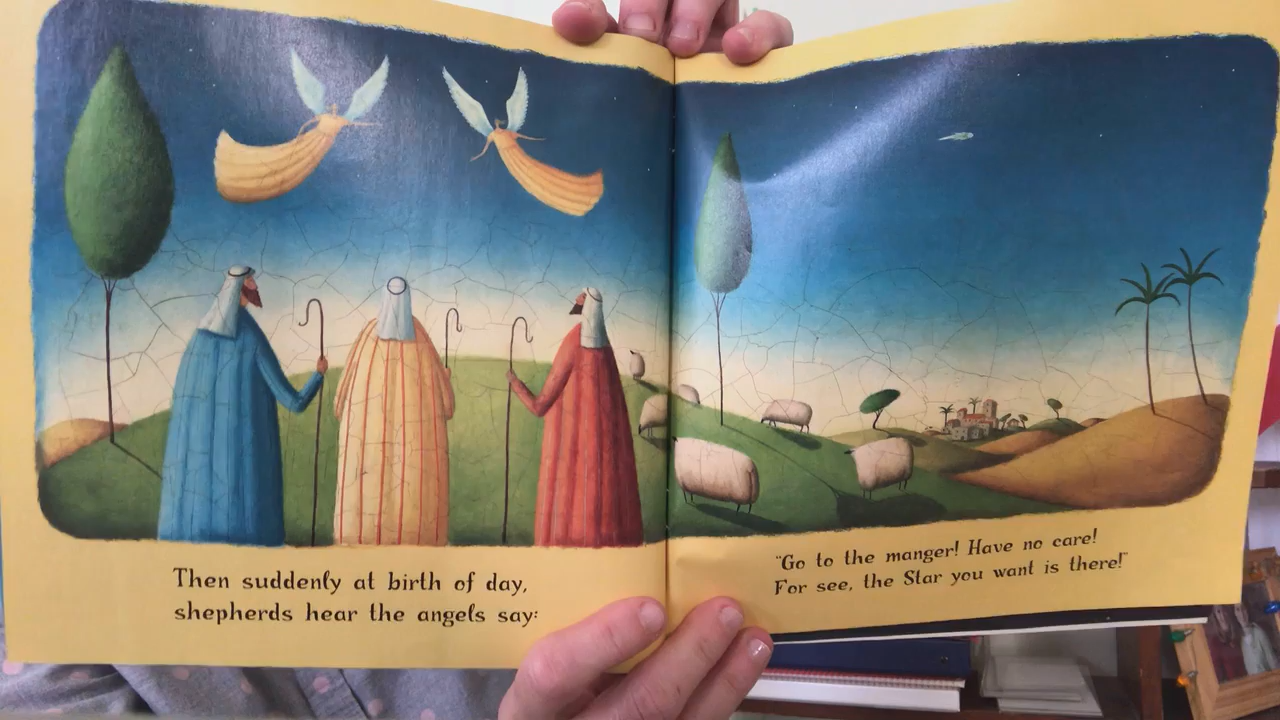 Then suddenly at birth of day,
shepherds hear the angels say:
"Go to the manger! Have no care!
For see, the Star you want is there!"